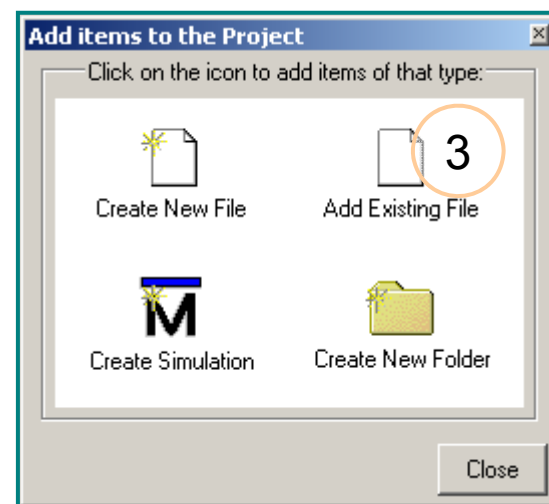 Add items to the Project
Click on the icon to add items of that type:
3
Create New File
Add Existing File
M
Create Simulation
Create New Folder
Close